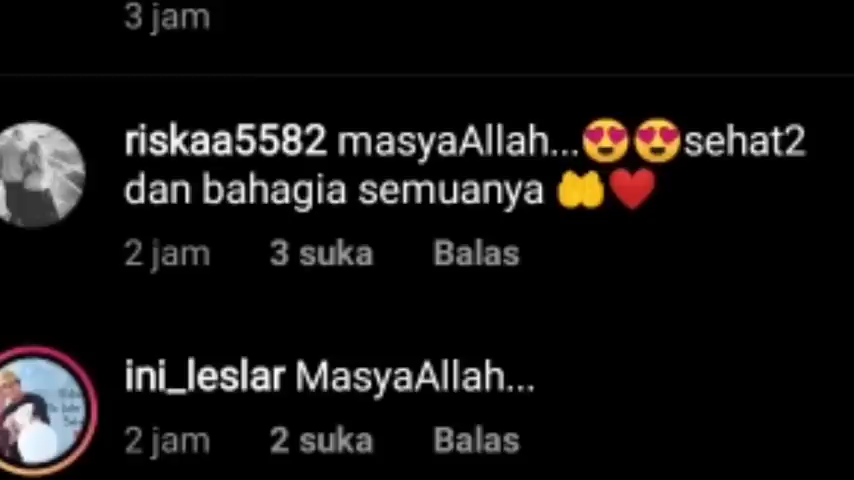 3 jam
riskaa5582 masyaAllah...😍😍sehat2
dan bahagia semuanya 🤲❤️
2 jam 3 suka Balas
ini_leslar MasyaAllah...
2 jam 2 suka Balas